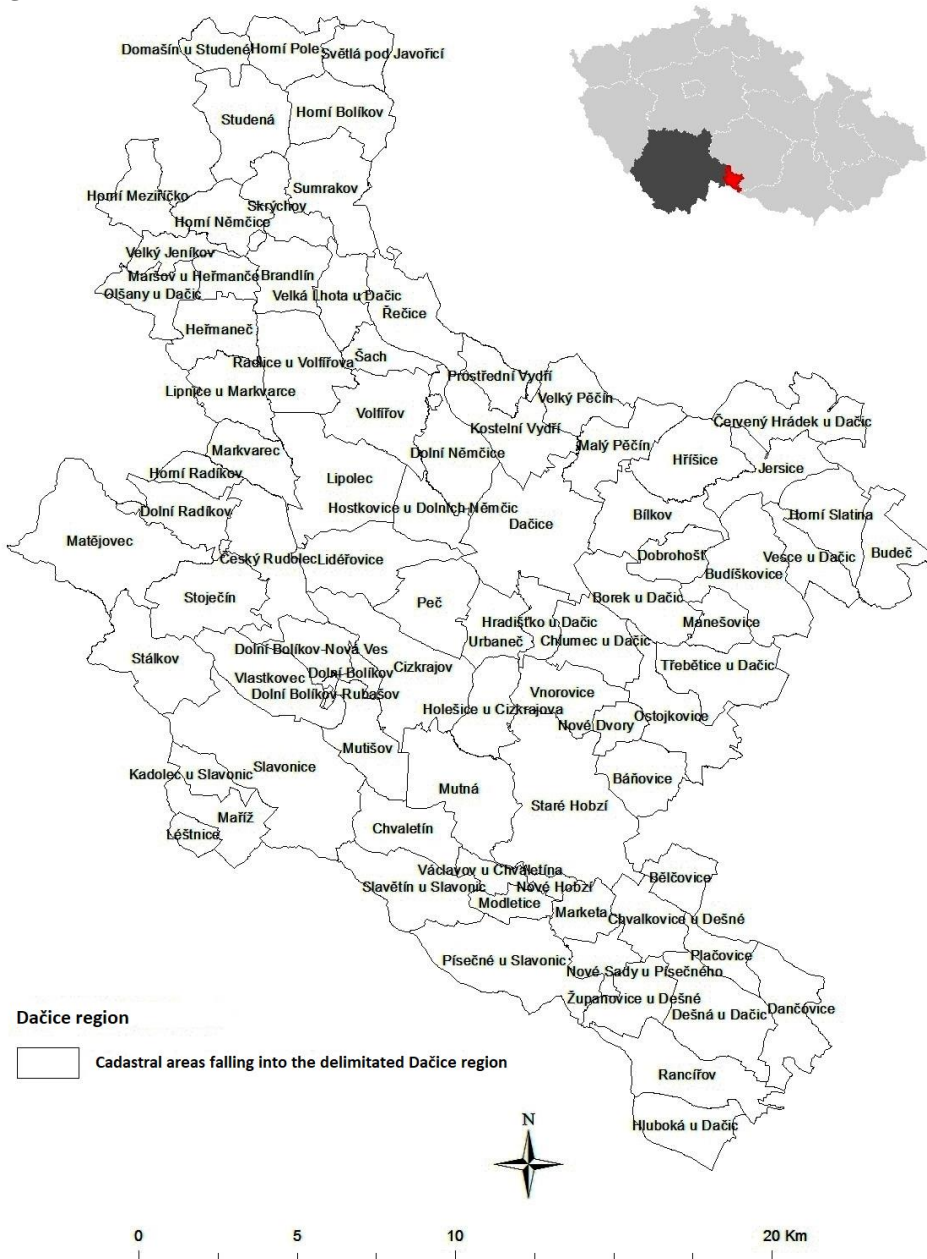 Domašín u Studené
Horní Pole
Světlá pod Javořicí
Studená
Horní Bolíkov
Horní Meziříčko
Skrýchov
Sumrakov
Horní Němčice
Velký Jeníkov
Maršov u Heřmanče
Brandlín
Olšany u Dačic
Velká Lhota u Dačic
Řečice
Heřmaneč
Radlice u Volfířova
Šach
Lipnice u Markvarce
Prostřední Vydří
Velký Pěčín
Volfířov
Kostelní Vydří
Červený Hrádek u Dačic
Markvarec
Dolní Němčice
Malý Pěčín
Hříšice
Jersice
Horní Radíkov
Lipolec
Dolní Radíkov
Hostkovice u Dolních Němčic
Dačice
Bílkov
Horní Slatina
Matějovec
Český Rudolec
Lidéřovice
Dobrohošť
Budíškovice
Vesce u Dačic
Budeč
Stoječín
Peč
Borek u Dačic
Hradišťko u Dačic
Manešovice
Urbaneč
Chlumec u Dačic
Stálkov
Dolní Bolíkov-Nová Ves
Vlastkovec
Dolní Bolíkov
Cizkrajov
Třebětice u Dačic
Dolní Bolíkov-Rubašov
Vnorovice
Holešice u Cizkrajova
Nové Dvory
Ostojkovice
Mutišov
Kadolec u Slavonic
Slavonice
Báňovice
Mutná
Staré Hobzí
Maříž
Léštnice
Chvaletín
Václavov u Chvaletína
Bělčovice
Slavětín u Slavonic
Nové Hobzí
Modletice
Marketa
Chvalkovice u Dešné
Písečné u Slavonic
Plačovice
Nové Sady u Písečného
Županovice u Dešné
Dešná u Dačic
Dančovice
Rancířov
Hluboká u Dačic
Dačice region
Cadastral areas falling into the delimitated Dačice region
N
0 5 10 20 Km